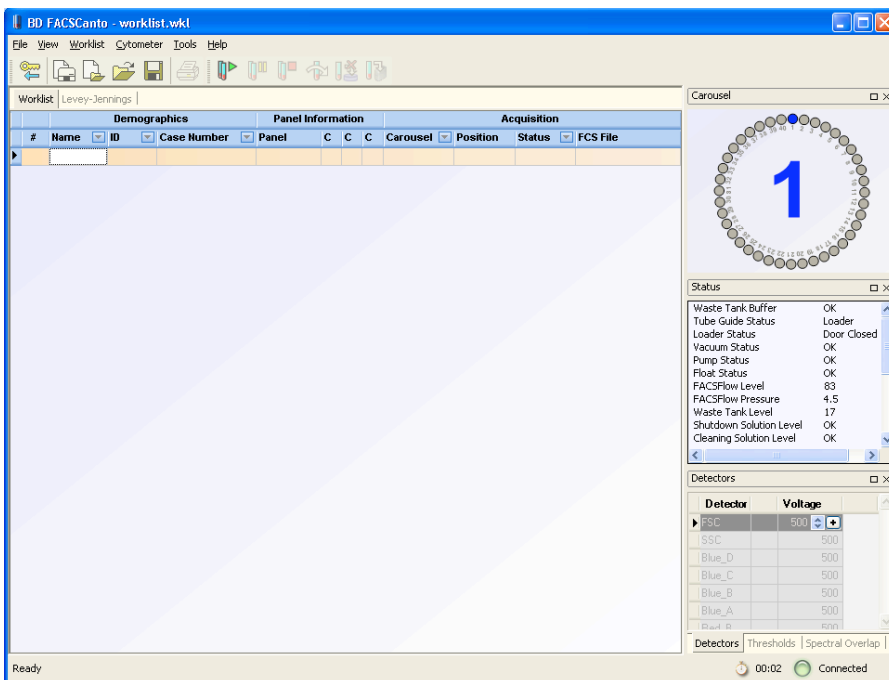 BD FACSCanto - worklist.wkl
File View Worklist Cytometer Tools Help
Worklist Levey-Jennings
Demographics Panel Information Acquisition
# Name ID Case Number Panel C C C Carousel Position Status FCS File
Carousel
1
Status
Waste Tank Buffer OK
Tube Guide Status Loader
Loader Status Door Closed
Vacuum Status OK
Pump Status OK
Float Status OK
FACSFlow Level 83
FACSFlow Pressure 4.5
Waste Tank Level 17
Shutdown Solution Level OK
Cleaning Solution Level OK
Detectors
Detector Voltage
FSC 500
SSC 500
Blue_D 500
Blue_C 500
Blue_B 500
Blue_A 500
Red_B 500
Detectors Thresholds Spectral Overlap
Ready 00:02 Connected